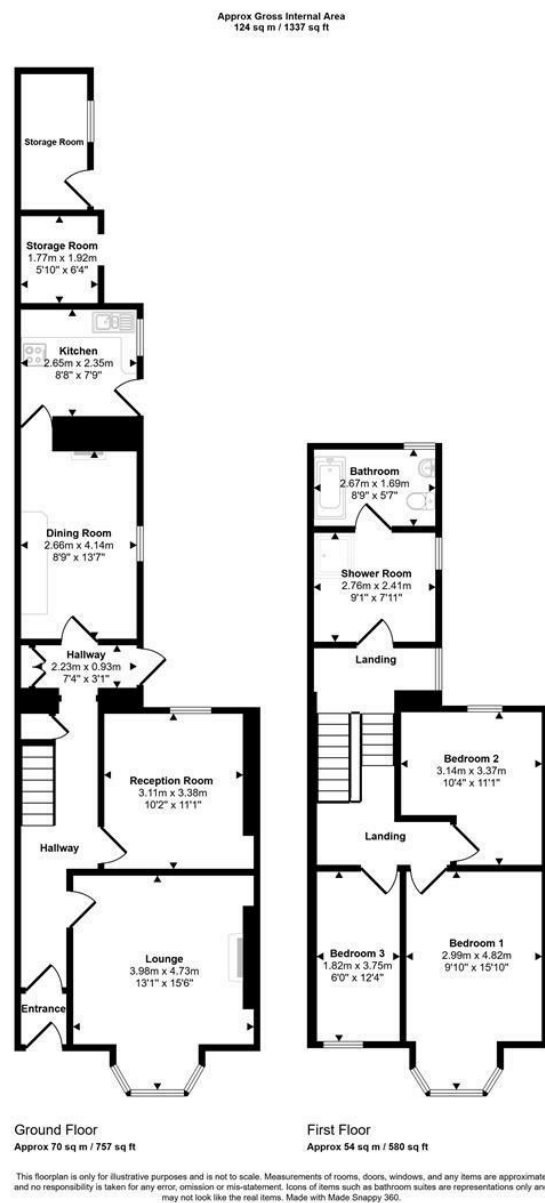 Approx Gross Internal Area
124 sq m / 1337 sq ft
Storage Room
Storage Room
1.77m x 1.92m
5'10" x 6'4"
Kitchen
2.65m x 2.35m
8'8" x 7'9"
Dining Room
2.66m x 4.14m
8'9" x 13'7"
Hallway
2.23m x 0.93m
7'4" x 3'1"
Reception Room
3.11m x 3.38m
10'2" x 11'1"
Hallway
Lounge
3.98m x 4.73m
13'1" x 15'6"
Entrance
Ground Floor
Approx 70 sq m / 757 sq ft
Bathroom
2.67m x 1.69m
8'9" x 5'7"
Shower Room
2.76m x 2.41m
9'1" x 7'11"
Landing
Bedroom 2
3.14m x 3.37m
10'4" x 11'1"
Landing
Bedroom 3
1.82m x 3.75m
6'0" x 12'4"
Bedroom 1
2.99m x 4.82m
9'10" x 15'10"
First Floor
Approx 54 sq m / 580 sq ft
This floorplan is only for illustrative purposes and is not to scale. Measurements of rooms, doors, windows, and any items are approximate
and no responsibility is taken for any error, omission or mis-statement. Icons of items such as bathroom suites are representations only and
may not look like the real items. Made with Made Snappy 360.